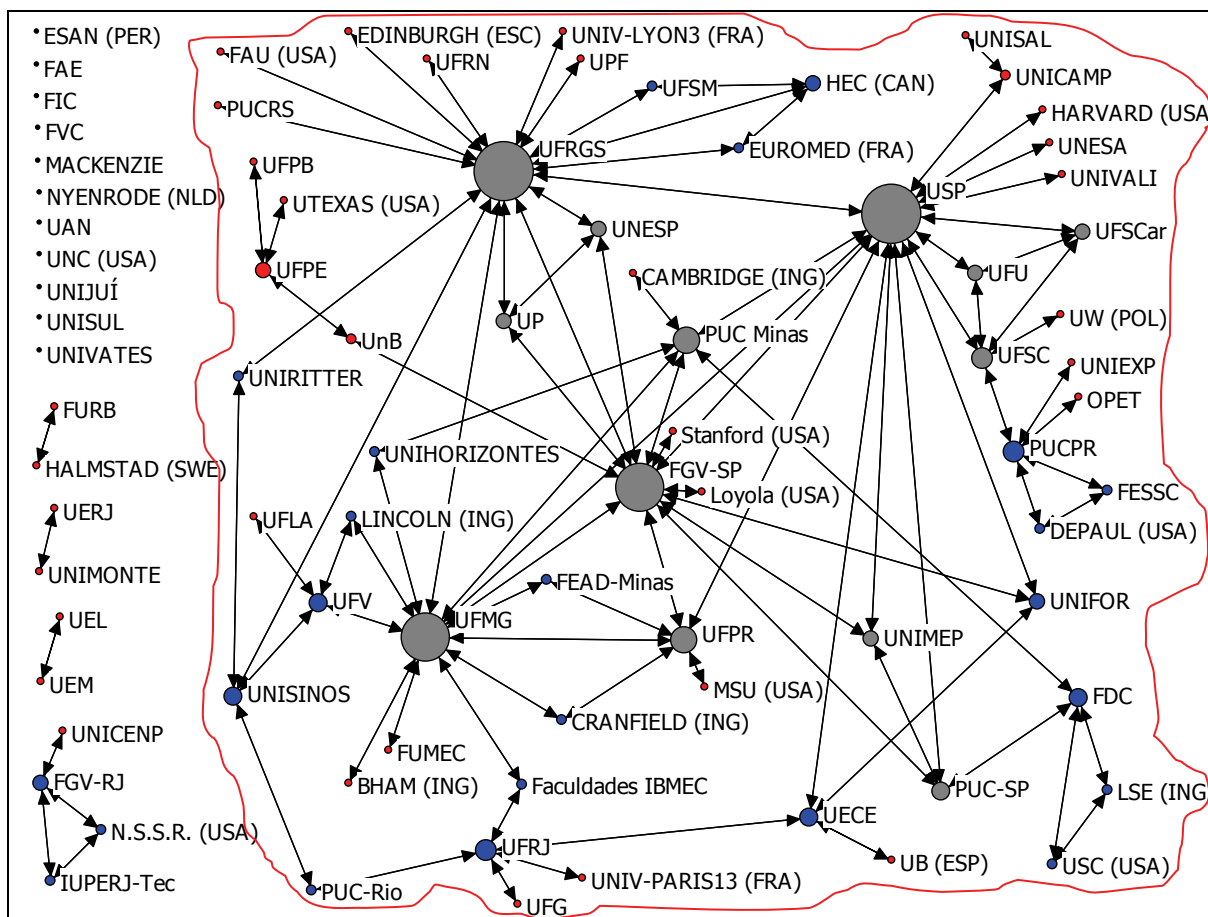 ESAN (PER)
FAE
FIC
FVC
MACKENZIE
NYENRODE (NLD)
UAN
UNC (USA)
UNIJUÍ
UNISUL
UNIVATES
FURB
HALMSTAD (SWE)
UERJ
UNIMONTE
UEL
UEM
UNICENP
FGV-RJ
N.S.S.R. (USA)
IUPERJ-Tec
EDINBURGH (ESC)
UNIV-LYON3 (FRA)
FAU (USA)
UFRN
UPF
UFSM
HEC (CAN)
PUCRS
UFRGS
EUROMED (FRA)
UNISAL
UNICAMP
HARVARD (USA
UNESA
UNIVALI
USP
UFPB
UTEXAS (USA)
UNESP
UFSCar
UFPE
CAMBRIDGE (ING)
UFU
UP
PUC Minas
UW (POL)
UnB
UFSC
UNIRITTER
UNIEXP
OPET
Stanford (USA)
UNIHORIZONTES
PUCPR
FGV-SP
Loyola (USA)
FESSC
UFLA
LINCOLN (ING)
DEPAUL (USA)
FEAD-Minas
UFV
UNIFOR
UFMG
UFPR
UNIMEP
MSU (USA)
UNISINOS
FDC
CRANFIELD (ING)
FUMEC
BHAM (ING)
Faculdades IBMEC
PUC-SP
LSE (ING)
UECE
UFRJ
UB (ESP)
USC (USA)
PUC-Rio
UNIV-PARIS13 (FRA)
UFG